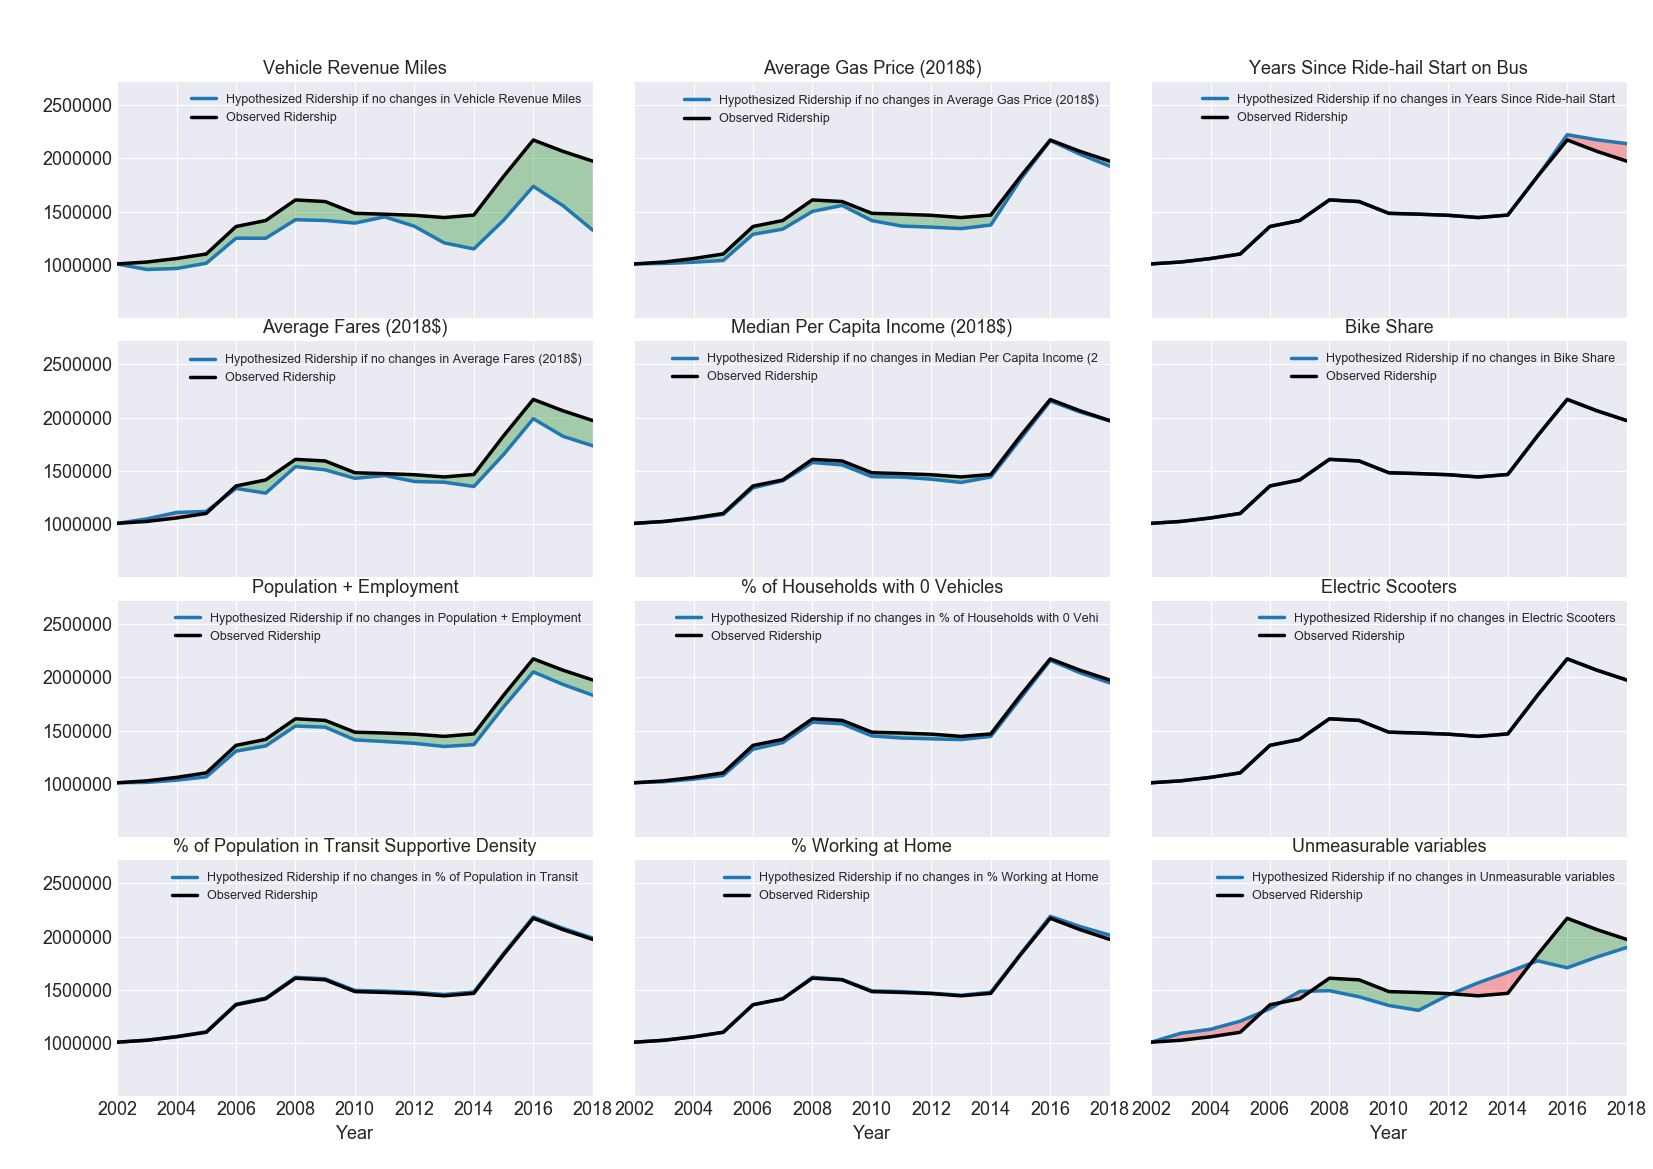 Vehicle Revenue Miles
Hypothesized Ridership if no changes in Vehicle Revenue Miles
Observed Ridership
2500000
2000000
1500000
1000000
Average Gas Price (2018$)
Hypothesized Ridership if no changes in Average Gas Price (2018$)
Observed Ridership
Years Since Ride-hail Start on Bus
Hypothesized Ridership if no changes in Years Since Ride-hail Start
Observed Ridership
Average Fares (2018$)
Hypothesized Ridership if no changes in Average Fares (2018$)
Observed Ridership
2500000
2000000
1500000
1000000
Median Per Capita Income (2018$)
Hypothesized Ridership if no changes in Median Per Capita Income (2
Observed Ridership
Bike Share
Hypothesized Ridership if no changes in Bike Share
Observed Ridership
Population + Employment
Hypothesized Ridership if no changes in Population + Employment
Observed Ridership
2500000
2000000
1500000
1000000
% of Households with 0 Vehicles
Hypothesized Ridership if no changes in % of Households with 0 Vehi
Observed Ridership
Electric Scooters
Hypothesized Ridership if no changes in Electric Scooters
Observed Ridership
% of Population in Transit Supportive Density
Hypothesized Ridership if no changes in % of Population in Transit
Observed Ridership
2500000
2000000
1500000
1000000
2002 2004 2006 2008 2010 2012 2014 2016 2018
Year
% Working at Home
Hypothesized Ridership if no changes in % Working at Home
Observed Ridership
2002 2004 2006 2008 2010 2012 2014 2016 2018
Year
Unmeasurable variables
Hypothesized Ridership if no changes in Unmeasurable variables
Observed Ridership
2002 2004 2006 2008 2010 2012 2014 2016 2018
Year